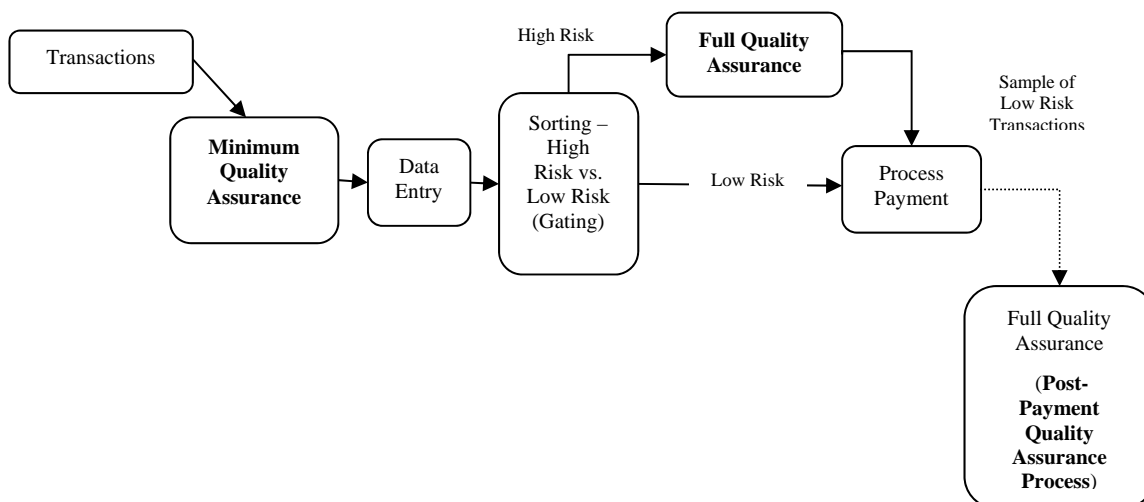 Transactions
Minimum
Quality
Assurance
Data
Entry
Sorting –
High
Risk vs.
Low Risk
(Gating)
High Risk
Full Quality
Assurance
Low Risk
Process
Payment
Sample of
Low Risk
Transactions
Full Quality
Assurance
(Post-
Payment
Quality
Assurance
Process)